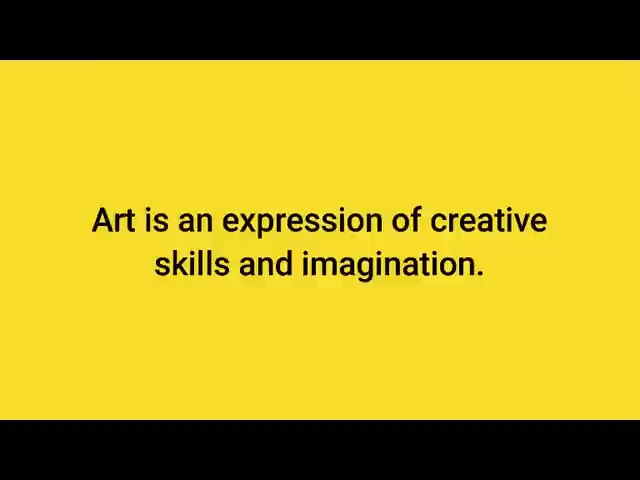 Art is an expression of creative
skills and imagination.